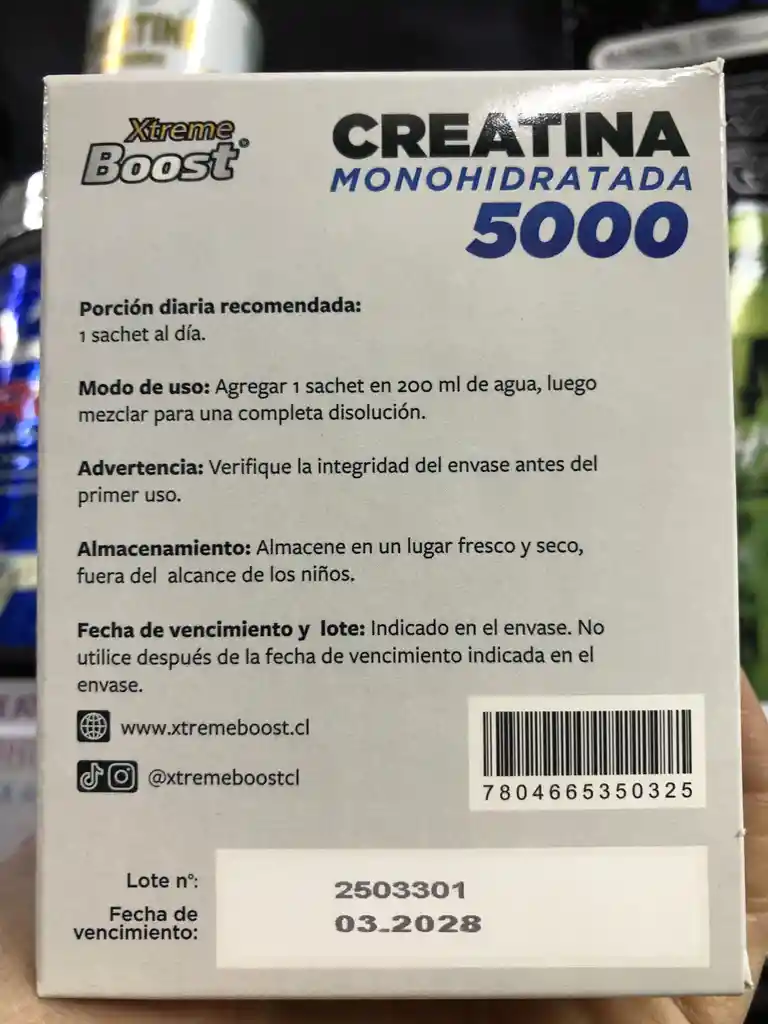 Xtreme
Boost
CREATINA
MONOHIDRATADA
5000
Porción diaria recomendada:
1 sachet al día.
Modo de uso: Agregar 1 sachet en 200 ml de agua, luego
mezclar para una completa disolución.
Advertencia: Verifique la integridad del envase antes del
primer uso.
Almacenamiento: Almacene en un lugar fresco y seco,
fuera del alcance de los niños.
Fecha de vencimiento y lote: Indicado en el envase. No
utilice después de la fecha de vencimiento indicada en el
envase.
www.xtremeboost.cl
@xtremeboostcl
7804665350325
Lote n°:
2503301
Fecha de
vencimiento:
03.2028